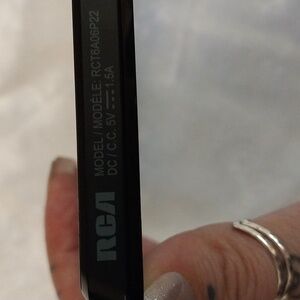 MODEL / MODÈLE: RCT6A06P22
DC / C C. 5V ⎓ 1.5A
RCA